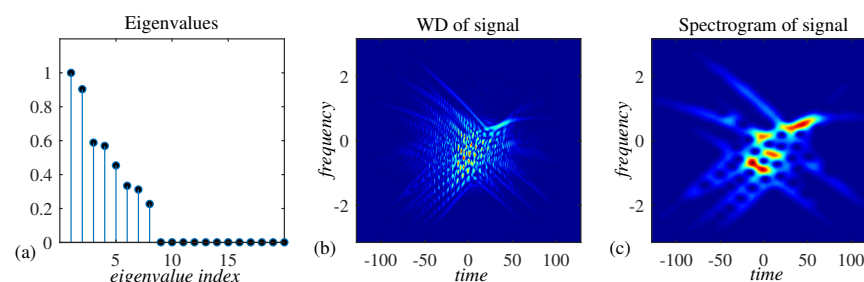 Eigenvalues
1
0.8
0.6
0.4
0.2
0
5
10
15
eigenvalue index
(a)
WD of signal
2
0
-2
frequency
-100
-50
0
50
100
time
(b)
Spectrogram of signal
2
0
-2
frequency
-100
-50
0
50
100
time
(c)